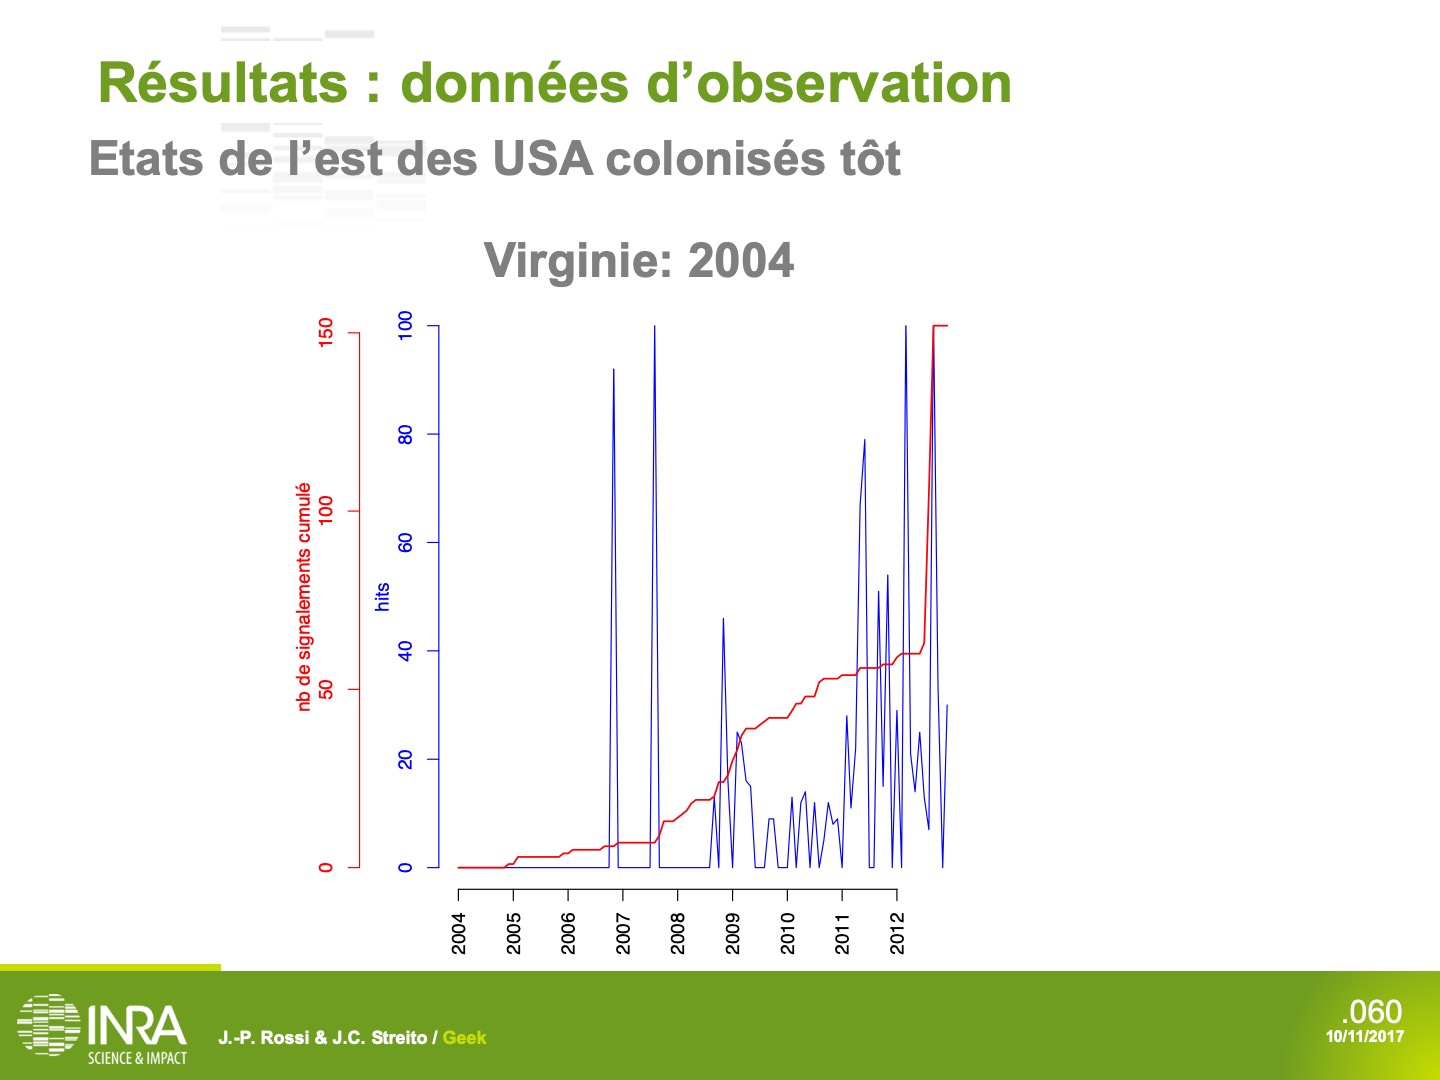 Résultats : données d’observation
Etats de l’est des USA colonisés tôt
Virginie: 2004
nb de signalements cumulé
0 50 100 150
hits
0 20 40 60 80 100
2004 2005 2006 2007 2008 2009 2010 2011 2012
INRA
SCIENCE & IMPACT
J.-P. Rossi & J.C. Streito / Geek
.060
10/11/2017